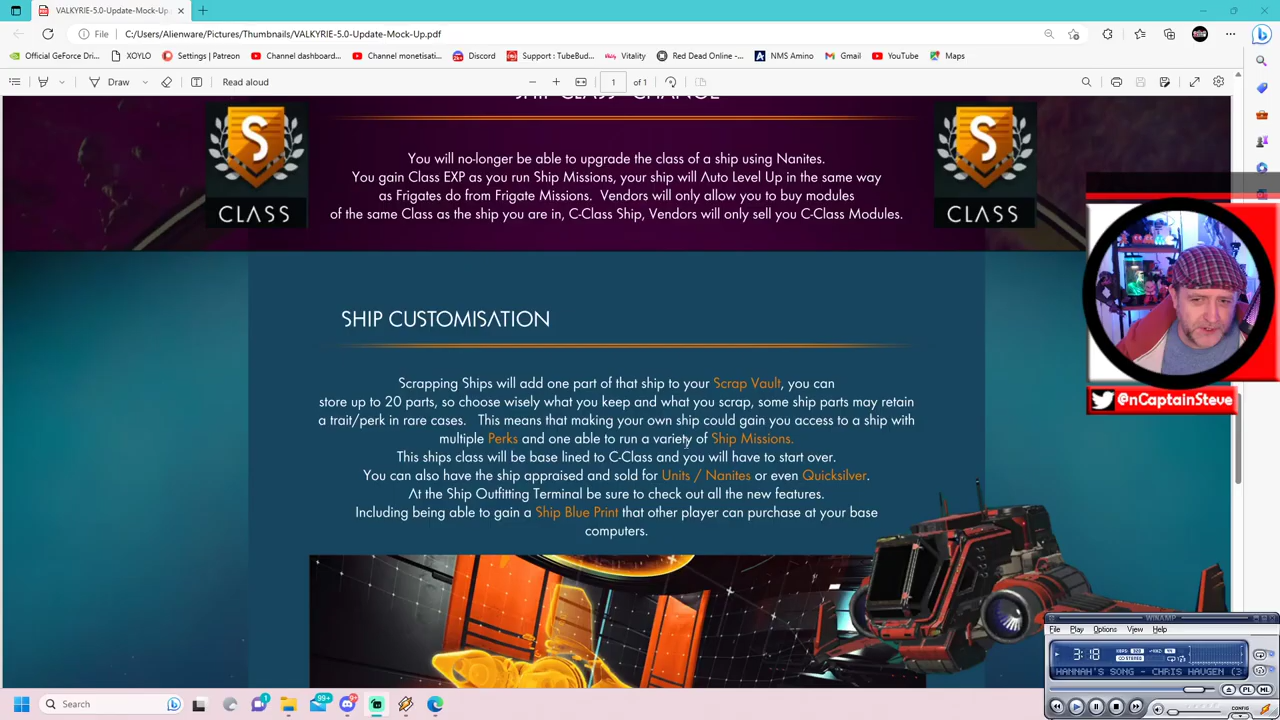 VALKYRIE-5.0-Update-Mock-Up.
File
C:/Users/Alienware/Pictures/Thumbnails/VALKYRIE-5.0-Update-Mock-Up.pdf
Official GeForce Dri...
XOYLO
Settings | Patreon
Channel dashboard...
Channel monetisati...
Discord
Support : TubeBud...
Vitality
Red Dead Online -...
NMS Amino
Gmail
YouTube
Maps
Draw
Read aloud
1
of 1
SHIP CLASS CHANGE
S
CLASS
S
CLASS
You will no-longer be able to upgrade the class of a ship using Nanites.
You gain Class EXP as you run Ship Missions, your ship will Auto Level Up in the same way
as Frigates do from Frigate Missions. Vendors will only allow you to buy modules
of the same Class as the ship you are in, C-Class Ship, Vendors will only sell you C-Class Modules.
@nCaptainSteve
SHIP CUSTOMISATION
Scrapping Ships will add one part of that ship to your Scrap Vault, you can
store up to 20 parts, so choose wisely what you keep and what you scrap, some ship parts may retain
a trait/perk in rare cases. This means that making your own ship could gain you access to a ship with
multiple Perks and one able to run a variety of Ship Missions.
This ships class will be base lined to C-Class and you will have to start over.
You can also have the ship appraised and sold for Units / Nanites or even Quicksilver.
At the Ship Outfitting Terminal be sure to check out all the new features.
Including being able to gain a Ship Blue Print that other player can purchase at your base
computers.
WINAMP
File Play Options View Help
3:18
STEREO
HANNAH'S SONG - CHRIS HAUGEN (3
PL
ML
CONFIG
Search
1
99+